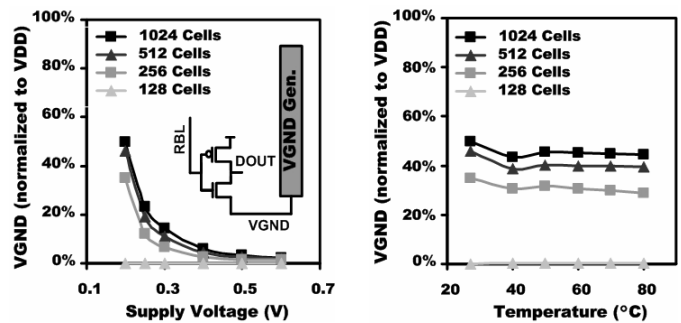 VGND (normalized to VDD)
100%
80%
60%
40%
20%
0%
1024 Cells
512 Cells
256 Cells
128 Cells
RBL
DOUT
VGND Gen.
VGND
0.1
0.3
0.5
0.7
Supply Voltage (V)
VGND (normalized to VDD)
100%
80%
60%
40%
20%
0%
1024 Cells
512 Cells
256 Cells
128 Cells
20
40
60
80
Temperature (°C)